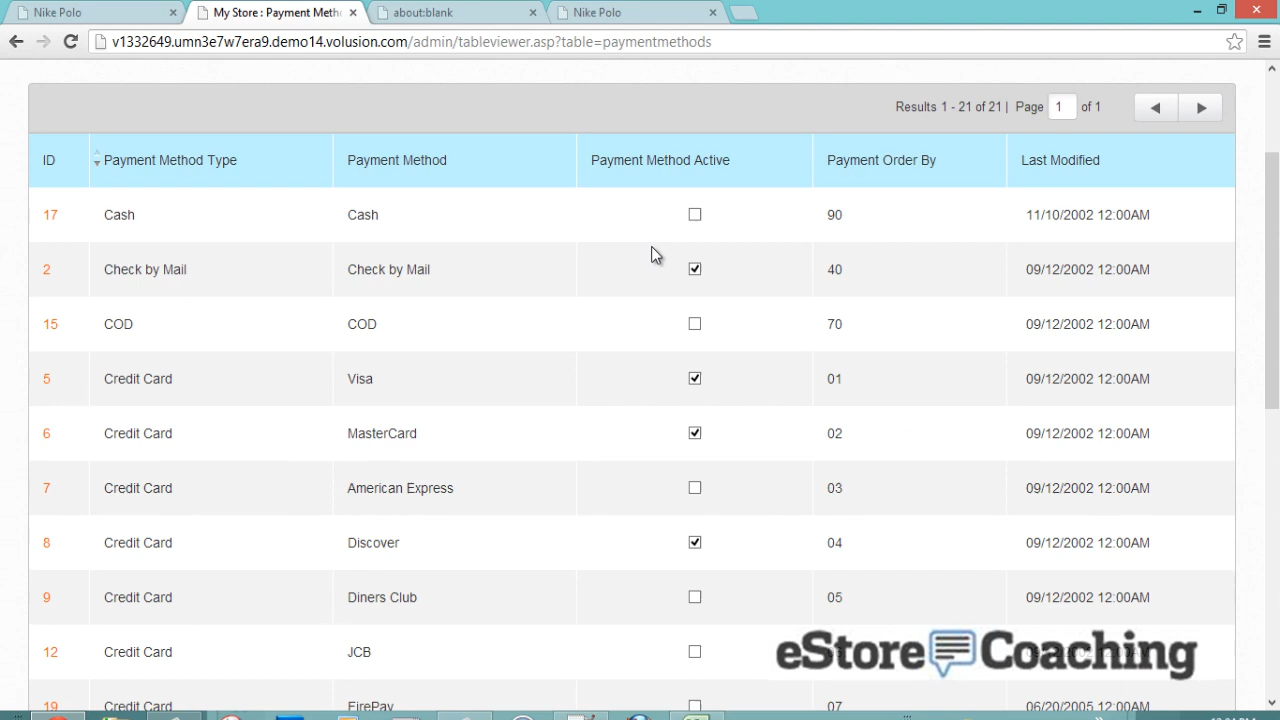 Nike Polo
My Store : Payment Meth
about:blank
Nike Polo
v1332649.umn3e7w7era9.demo14.volusion.com/admin/tableviewer.asp?table=paymentmethods
Results 1 - 21 of 21 | Page 1 of 1
ID Payment Method Type Payment Method Payment Method Active Payment Order By Last Modified
17 Cash Cash 90 11/10/2002 12:00AM
2 Check by Mail Check by Mail 40 09/12/2002 12:00AM
15 COD COD 70 09/12/2002 12:00AM
5 Credit Card Visa 01 09/12/2002 12:00AM
6 Credit Card MasterCard 02 09/12/2002 12:00AM
7 Credit Card American Express 03 09/12/2002 12:00AM
8 Credit Card Discover 04 09/12/2002 12:00AM
9 Credit Card Diners Club 05 09/12/2002 12:00AM
12 Credit Card JCB
eStore Coaching
19 Credit Card FirePay 07 06/20/2005 12:00AM